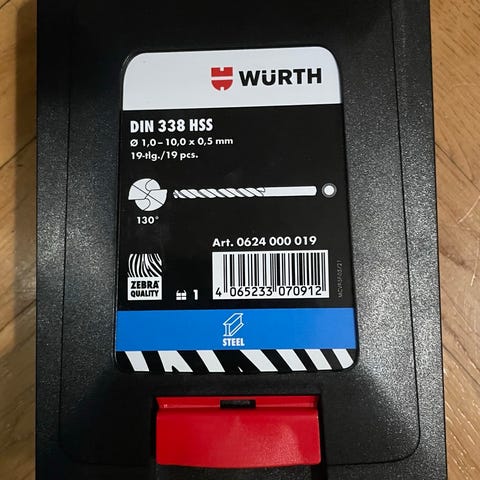 WÜRTH
DIN 338 HSS
Ø 1,0–10,0 x 0,5 mm
19-tlg./19 pcs.
130°
Art. 0624 000 019
ZEBRA
QUALITY
1
4 065233 070912
STEEL